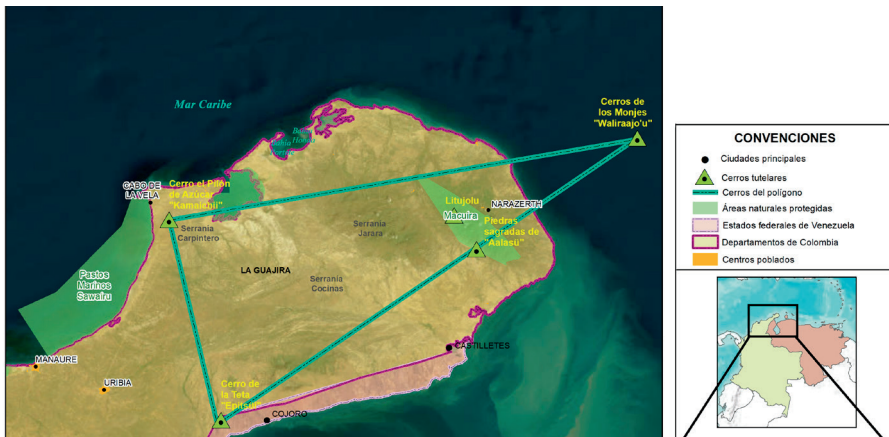 Mar Caribe
Cerros de
los Monjes
"Waliraajo'u"
Bahía
Honda
CABO DE
LA VELA
Cerro el Pilón
de Azúcar
"Kamaichii"
Serranía
Carpintero
Litujolu
Macuira
NARAZERTH
Piedras
sagradas de
"Aalasü"
Serranía
Jarara
LA GUAJIRA
Serranía
Cocinas
Pastos
Marinos
Sawairu
MANAURE
URIBIA
CASTILLETES
Cerro de
la Teta
"Epitsü"
COJORO
CONVENCIONES
Ciudades principales
Cerros tutelares
Cerros del polígono
Áreas naturales protegidas
Estados federales de Venezuela
Departamentos de Colombia
Centros poblados